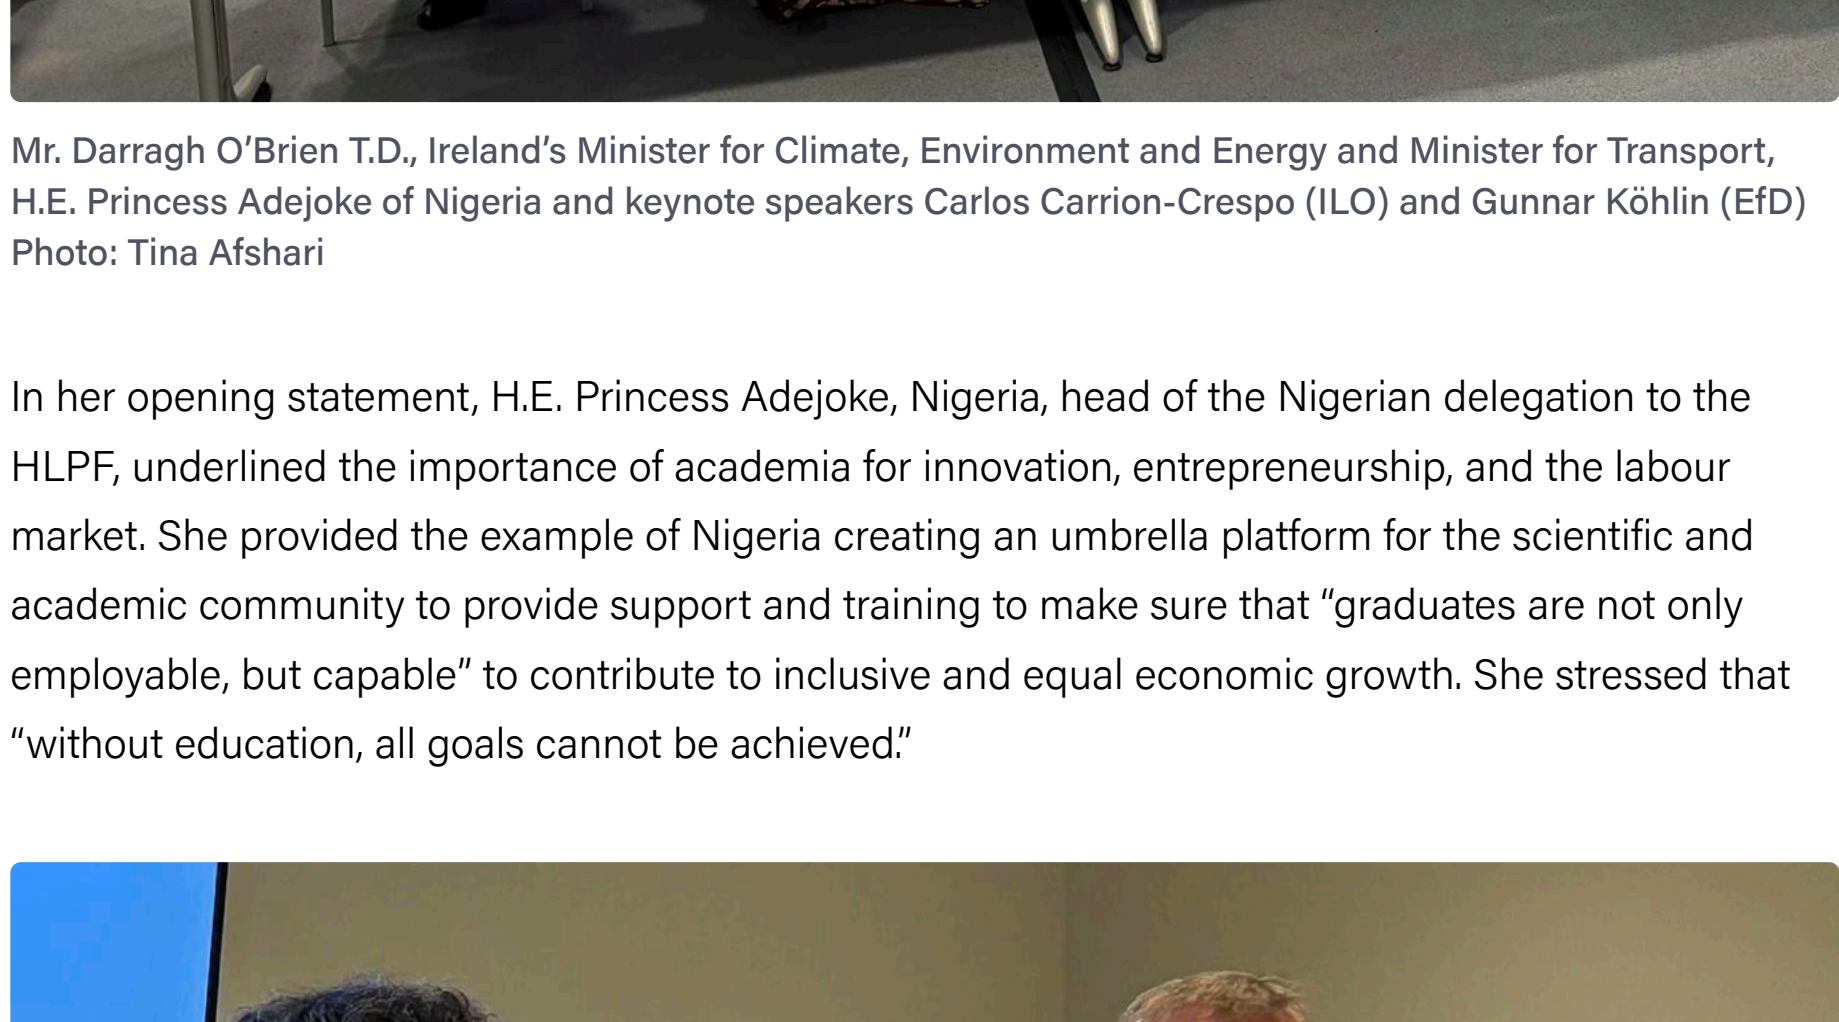 Mr. Darragh O’Brien T.D., Ireland’s Minister for Climate, Environment and Energy and Minister for Transport,
H.E. Princess Adejoke of Nigeria and keynote speakers Carlos Carrion-Crespo (ILO) and Gunnar Köhlin (EfD)
Photo: Tina Afshari
In her opening statement, H.E. Princess Adejoke, Nigeria, head of the Nigerian delegation to the
HLPF, underlined the importance of academia for innovation, entrepreneurship, and the labour
market. She provided the example of Nigeria creating an umbrella platform for the scientific and
academic community to provide support and training to make sure that “graduates are not only
employable, but capable” to contribute to inclusive and equal economic growth. She stressed that
“without education, all goals cannot be achieved.”